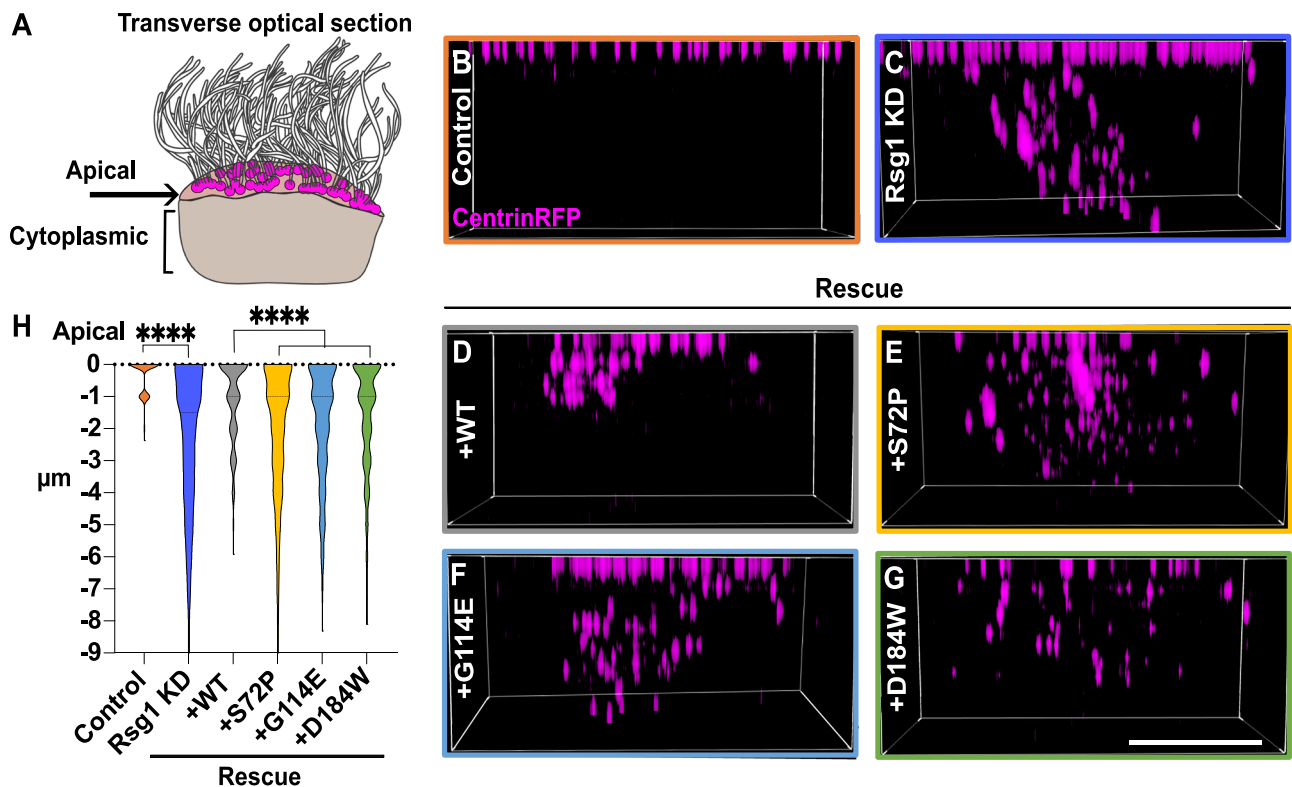 A
Transverse optical section
Apical
Cytoplasmic
B
Control
CentrinRFP
C
Rsg1 KD
Rescue
D
+WT
E
+S72P
F
+G114E
G
+D184W
H
Apical
****
****
0
-1
-2
-3
-4
-5
-6
-7
-8
-9
µm
Control
Rsg1 KD
+WT
+S72P
+G114E
+D184W
Rescue